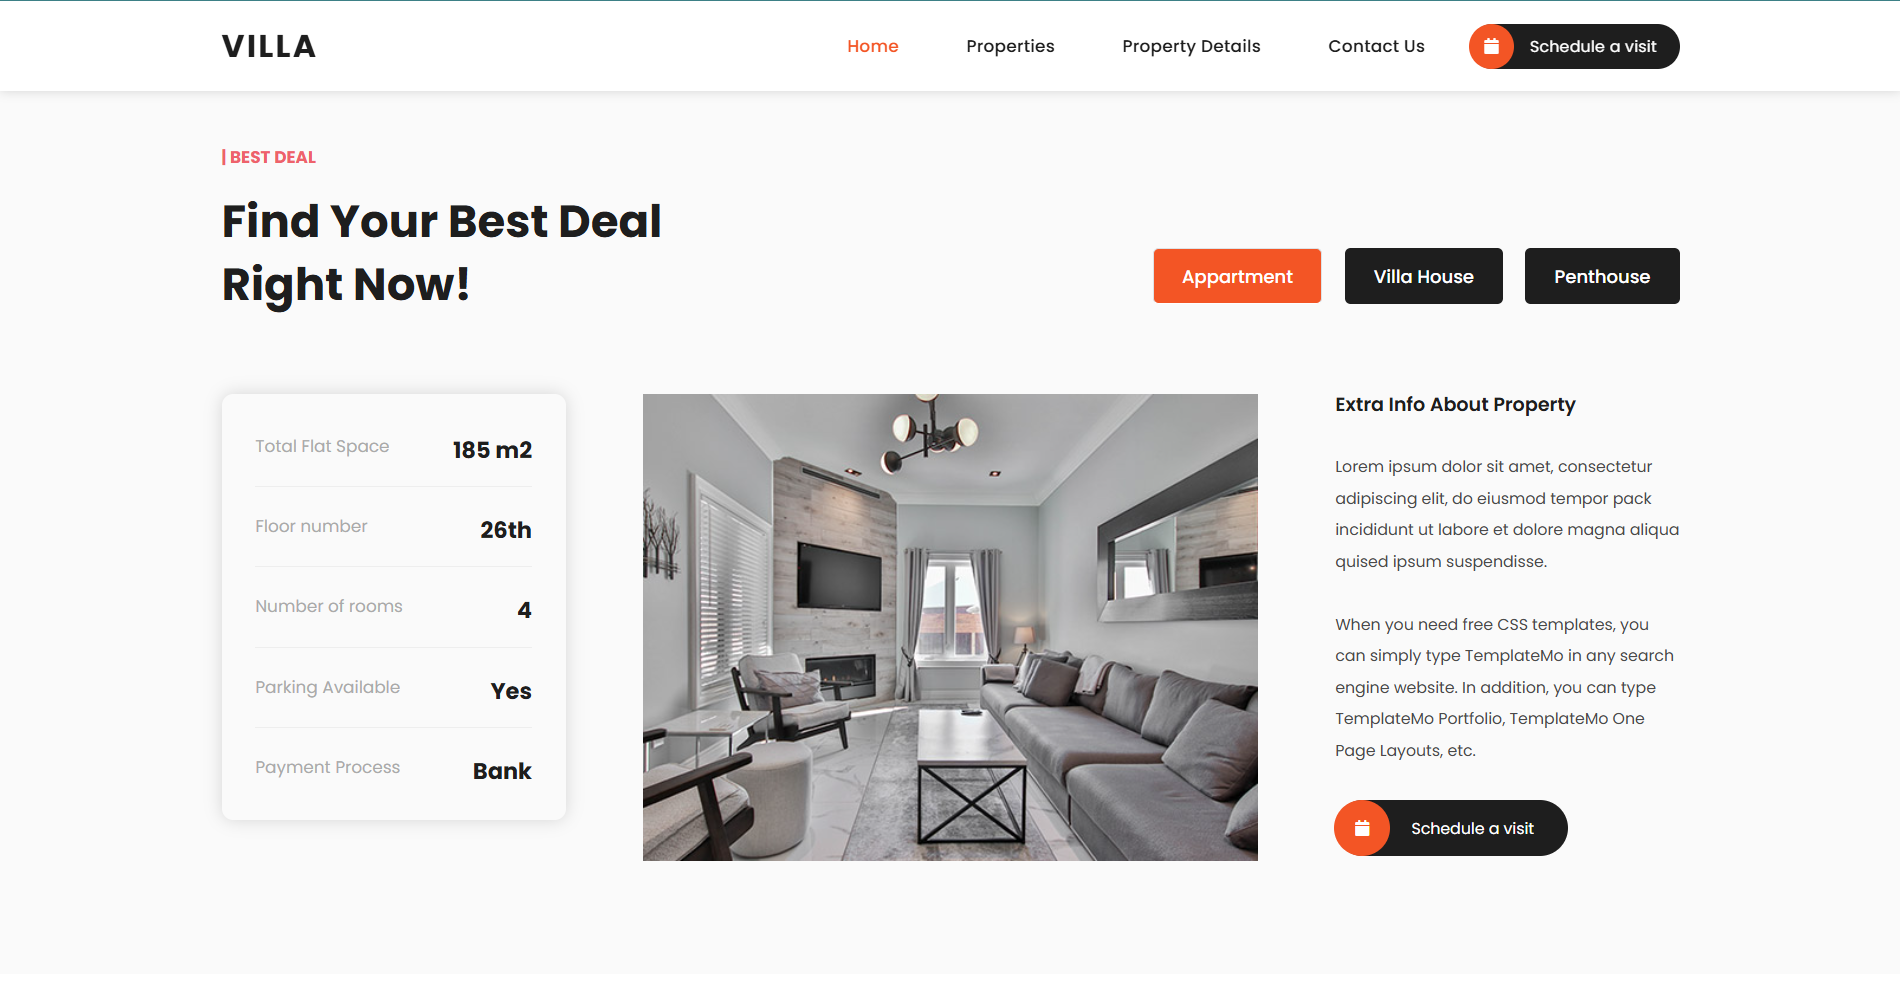 VILLA
Home
Properties
Property Details
Contact Us
Schedule a visit
| BEST DEAL
Find Your Best Deal
Right Now!
Appartment
Villa House
Penthouse
Total Flat Space
185 m2
Floor number
26th
Number of rooms
4
Parking Available
Yes
Payment Process
Bank
Extra Info About Property
Lorem ipsum dolor sit amet, consectetur
adipiscing elit, do eiusmod tempor pack
incididunt ut labore et dolore magna aliqua
quised ipsum suspendisse.
When you need free CSS templates, you
can simply type TemplateMo in any search
engine website. In addition, you can type
TemplateMo Portfolio, TemplateMo One
Page Layouts, etc.
Schedule a visit